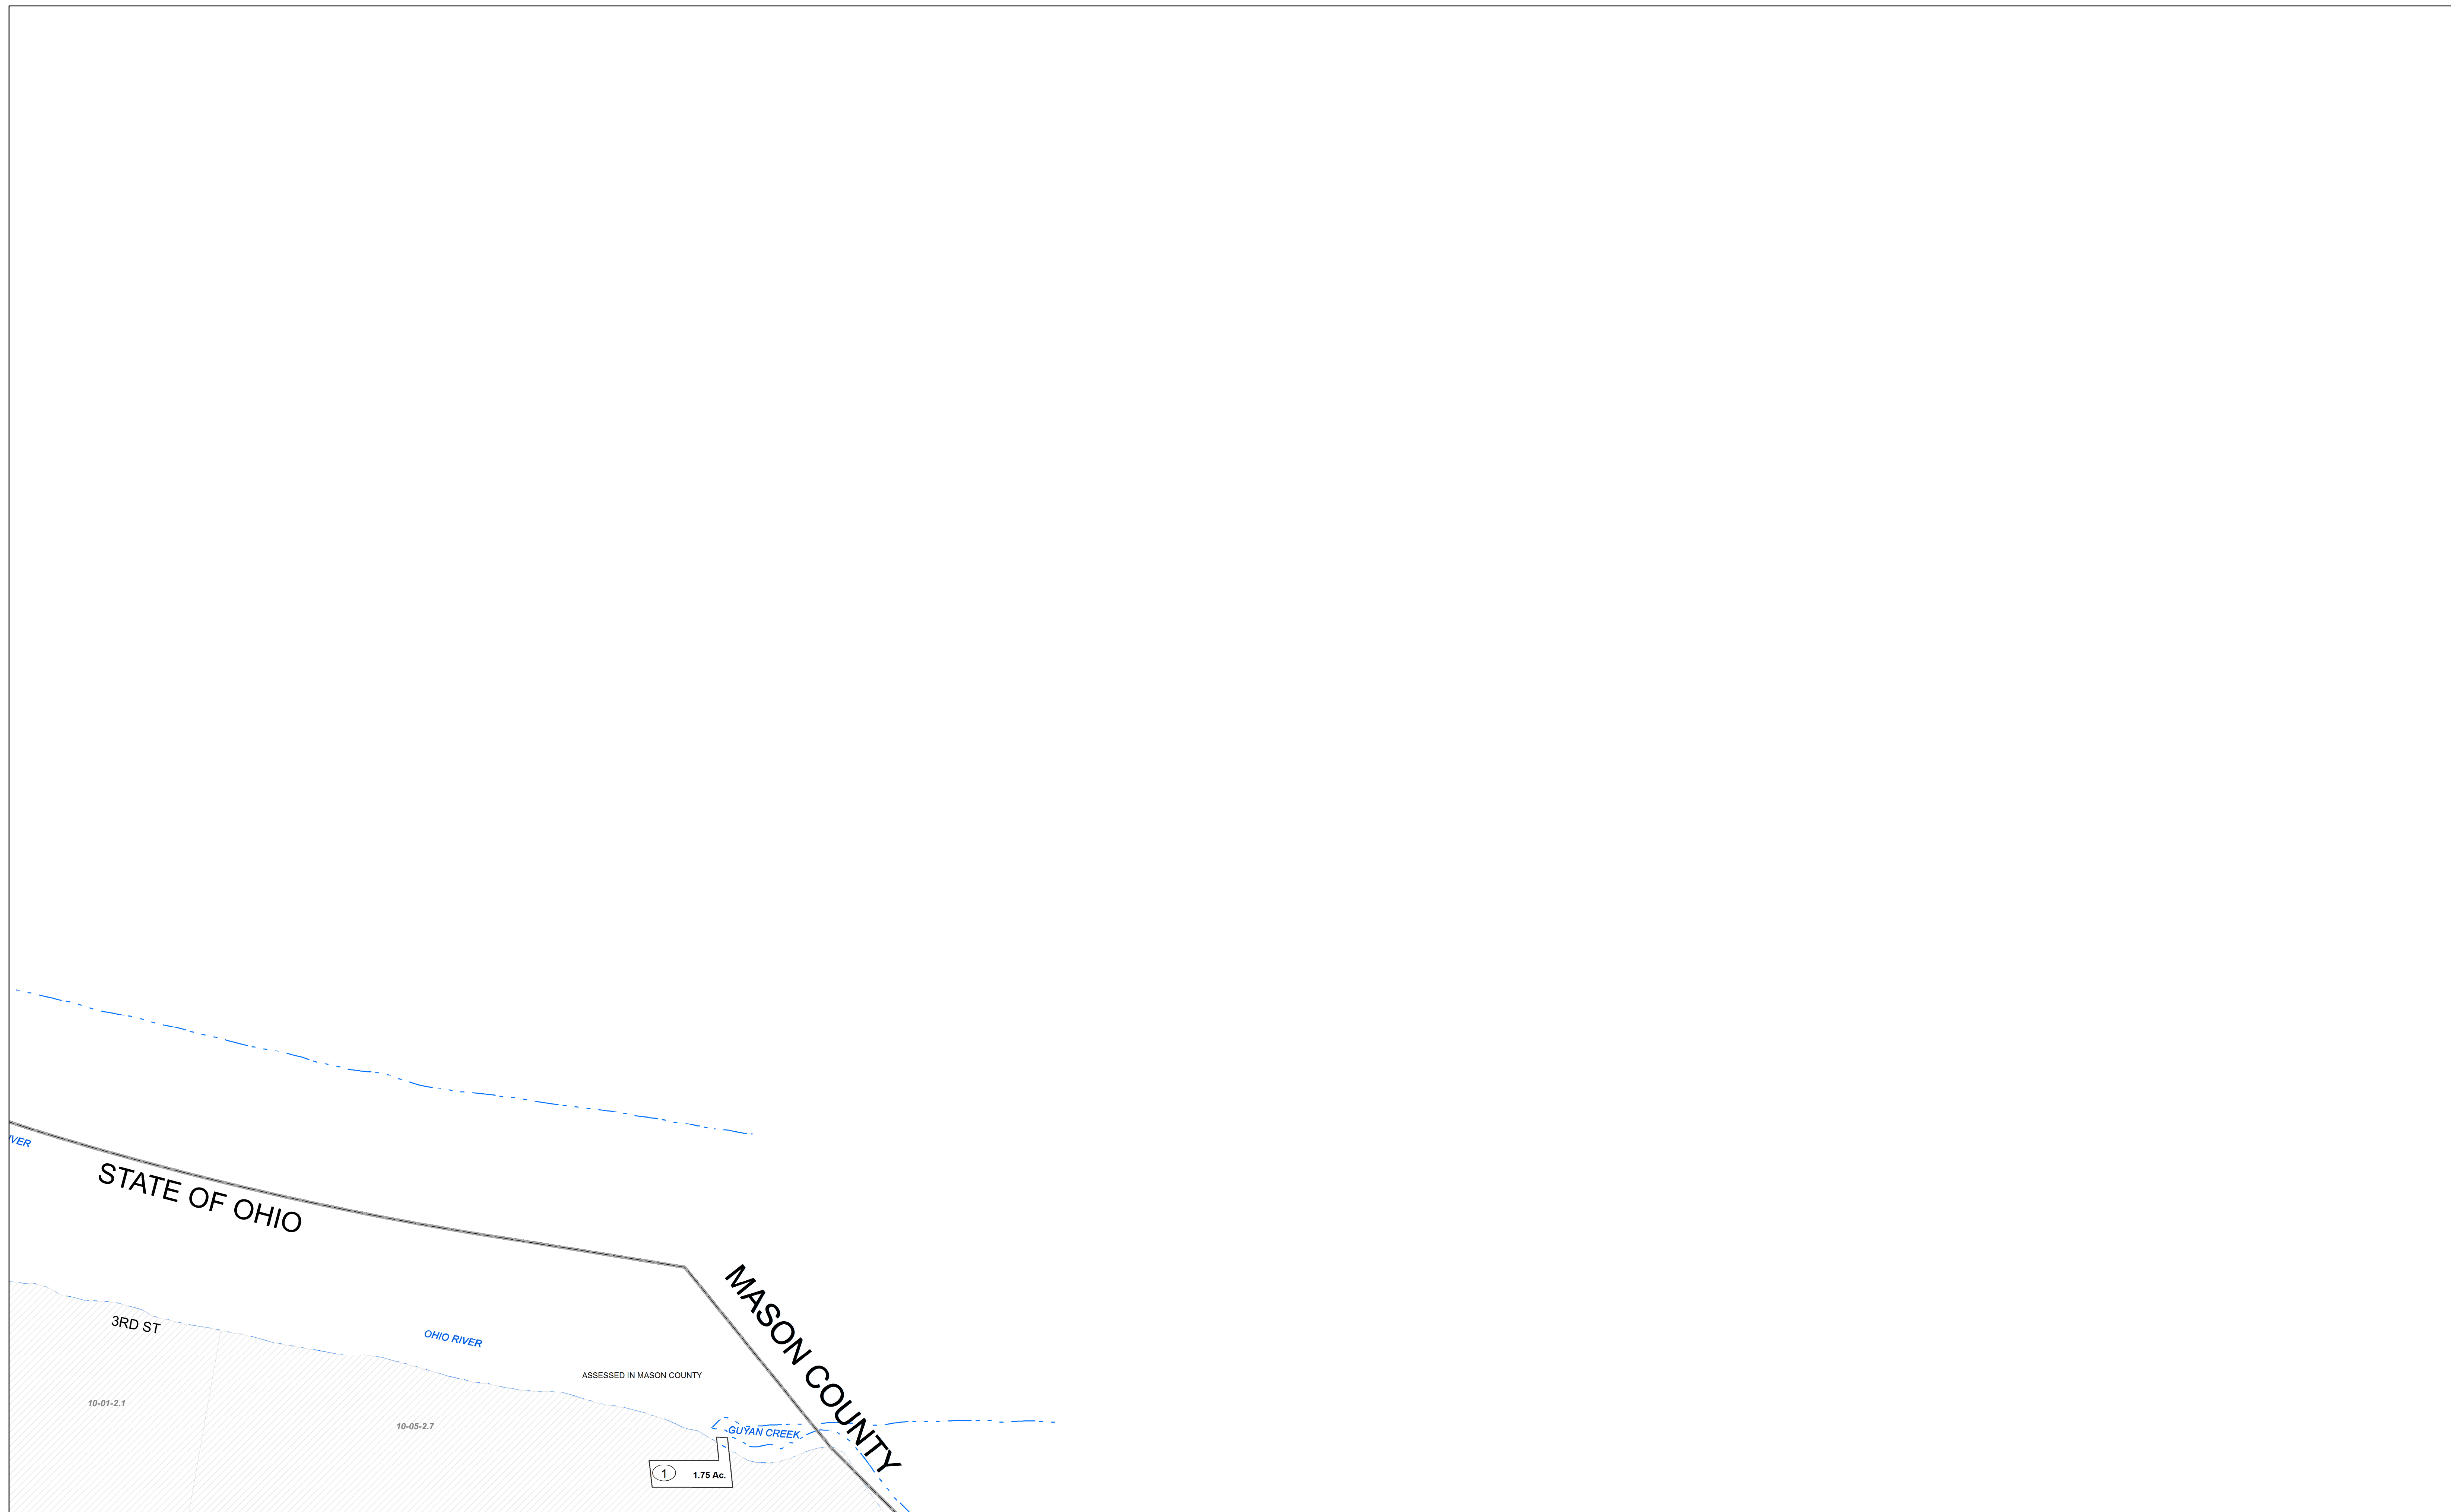 IVER
STATE OF OHIO
MASON COUNTY
3RD ST
OHIO RIVER
ASSESSED IN MASON COUNTY
10-01-2.1
10-05-2.7
GUYAN CREEK
1
1.75 Ac.